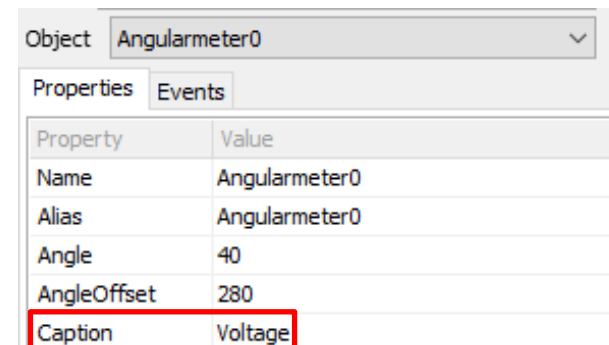 Object Angularmeter0
Properties Events
Property Value
Name Angularmeter0
Alias Angularmeter0
Angle 40
AngleOffset 280
Caption Voltage